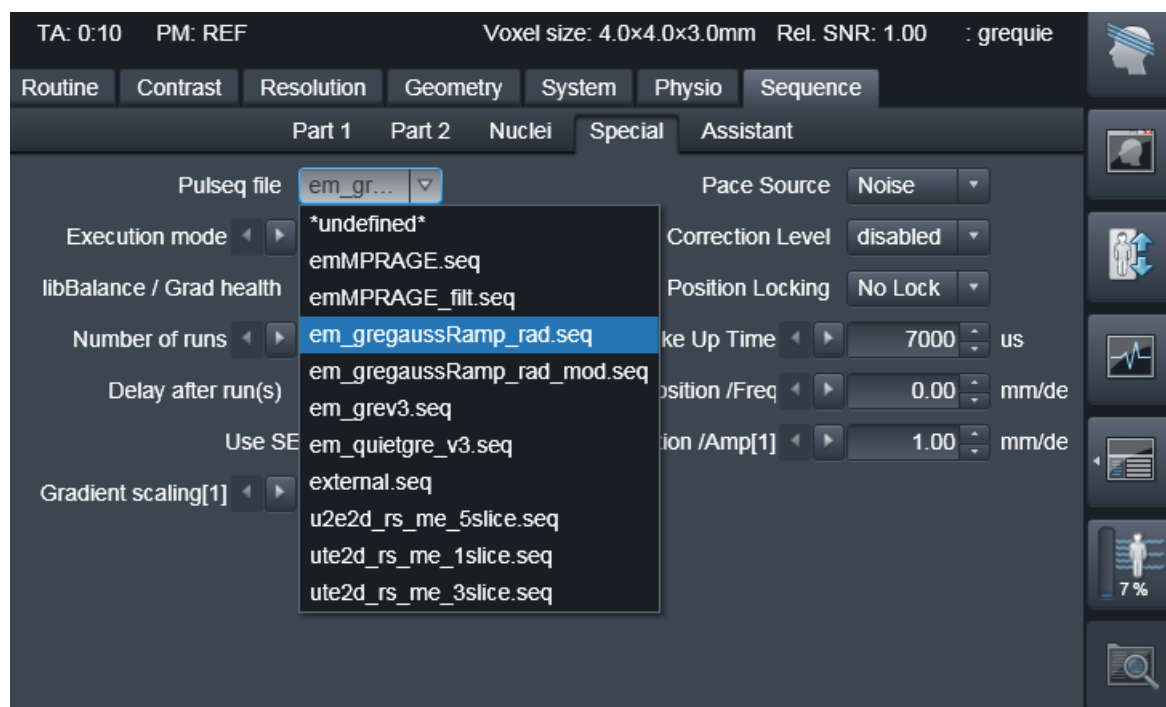 TA: 0:10 PM: REF Voxel size: 4.0×4.0×3.0mm Rel. SNR: 1.00 : grequie
Routine Contrast Resolution Geometry System Physio Sequence
Part 1 Part 2 Nuclei Special Assistant
Pulseq file em_gr... Pace Source Noise
*undefined*
Execution mode Correction Level disabled
emMPRAGE.seq
libBalance / Grad health Position Locking No Lock
emMPRAGE_filt.seq
Number of runs em_gregaussRamp_rad.seq ke Up Time 7000 us
em_gregaussRamp_rad_mod.seq
Delay after run(s) osition /Freq 0.00 mm/de
em_grev3.seq
Use SE em_quietgre_v3.seq ion /Amp[1] 1.00 mm/de
Gradient scaling[1] external.seq
u2e2d_rs_me_5slice.seq
ute2d_rs_me_1slice.seq
ute2d_rs_me_3slice.seq
7 %